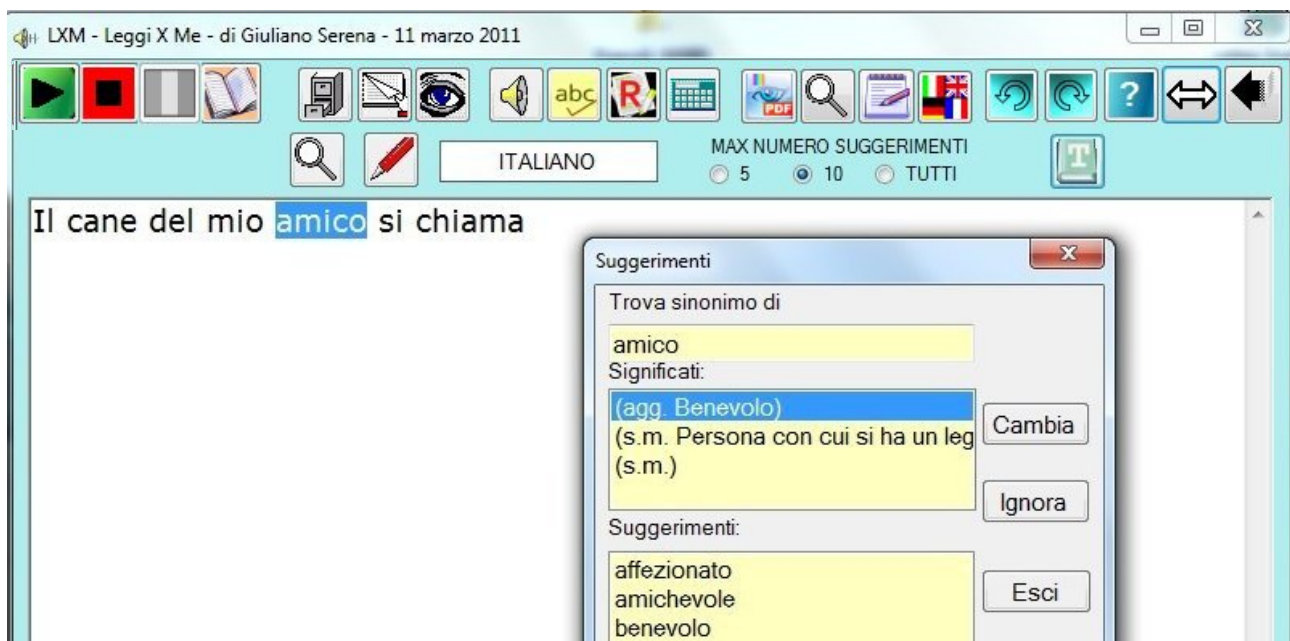 LXM - Leggi X Me - di Giuliano Serena - 11 marzo 2011
abc R PDF ?
ITALIANO
MAX NUMERO SUGGERIMENTI
5 10 TUTTI
T
Il cane del mio amico si chiama
Suggerimenti
Trova sinonimo di
amico
Significati:
(agg. Benevolo)
(s.m. Persona con cui si ha un leg
(s.m.)
Cambia
Ignora
Suggerimenti:
affezionato
amichevole
benevolo
Esci